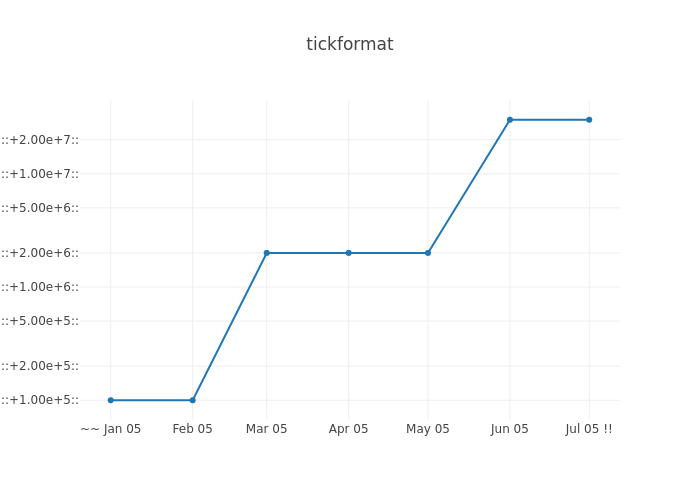 tickformat
::+2.00e+7::
::+1.00e+7::
::+5.00e+6::
::+2.00e+6::
::+1.00e+6::
::+5.00e+5::
::+2.00e+5::
::+1.00e+5::
~~ Jan 05 Feb 05 Mar 05 Apr 05 May 05 Jun 05 Jul 05 !!